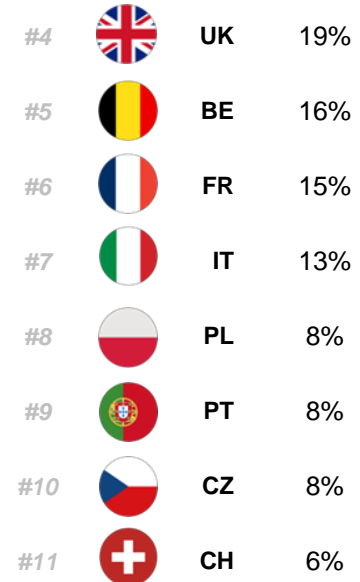 #4 UK 19%
#5 BE 16%
#6 FR 15%
#7 IT 13%
#8 PL 8%
#9 PT 8%
#10 CZ 8%
#11 CH 6%